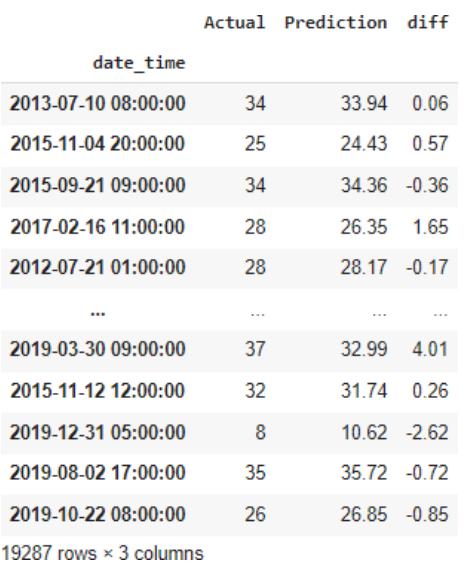 Actual Prediction diff
date_time
2013-07-10 08:00:00 34 33.94 0.06
2015-11-04 20:00:00 25 24.43 0.57
2015-09-21 09:00:00 34 34.36 -0.36
2017-02-16 11:00:00 28 26.35 1.65
2012-07-21 01:00:00 28 28.17 -0.17
... ... ... ...
2019-03-30 09:00:00 37 32.99 4.01
2015-11-12 12:00:00 32 31.74 0.26
2019-12-31 05:00:00 8 10.62 -2.62
2019-08-02 17:00:00 35 35.72 -0.72
2019-10-22 08:00:00 26 26.85 -0.85
19287 rows × 3 columns